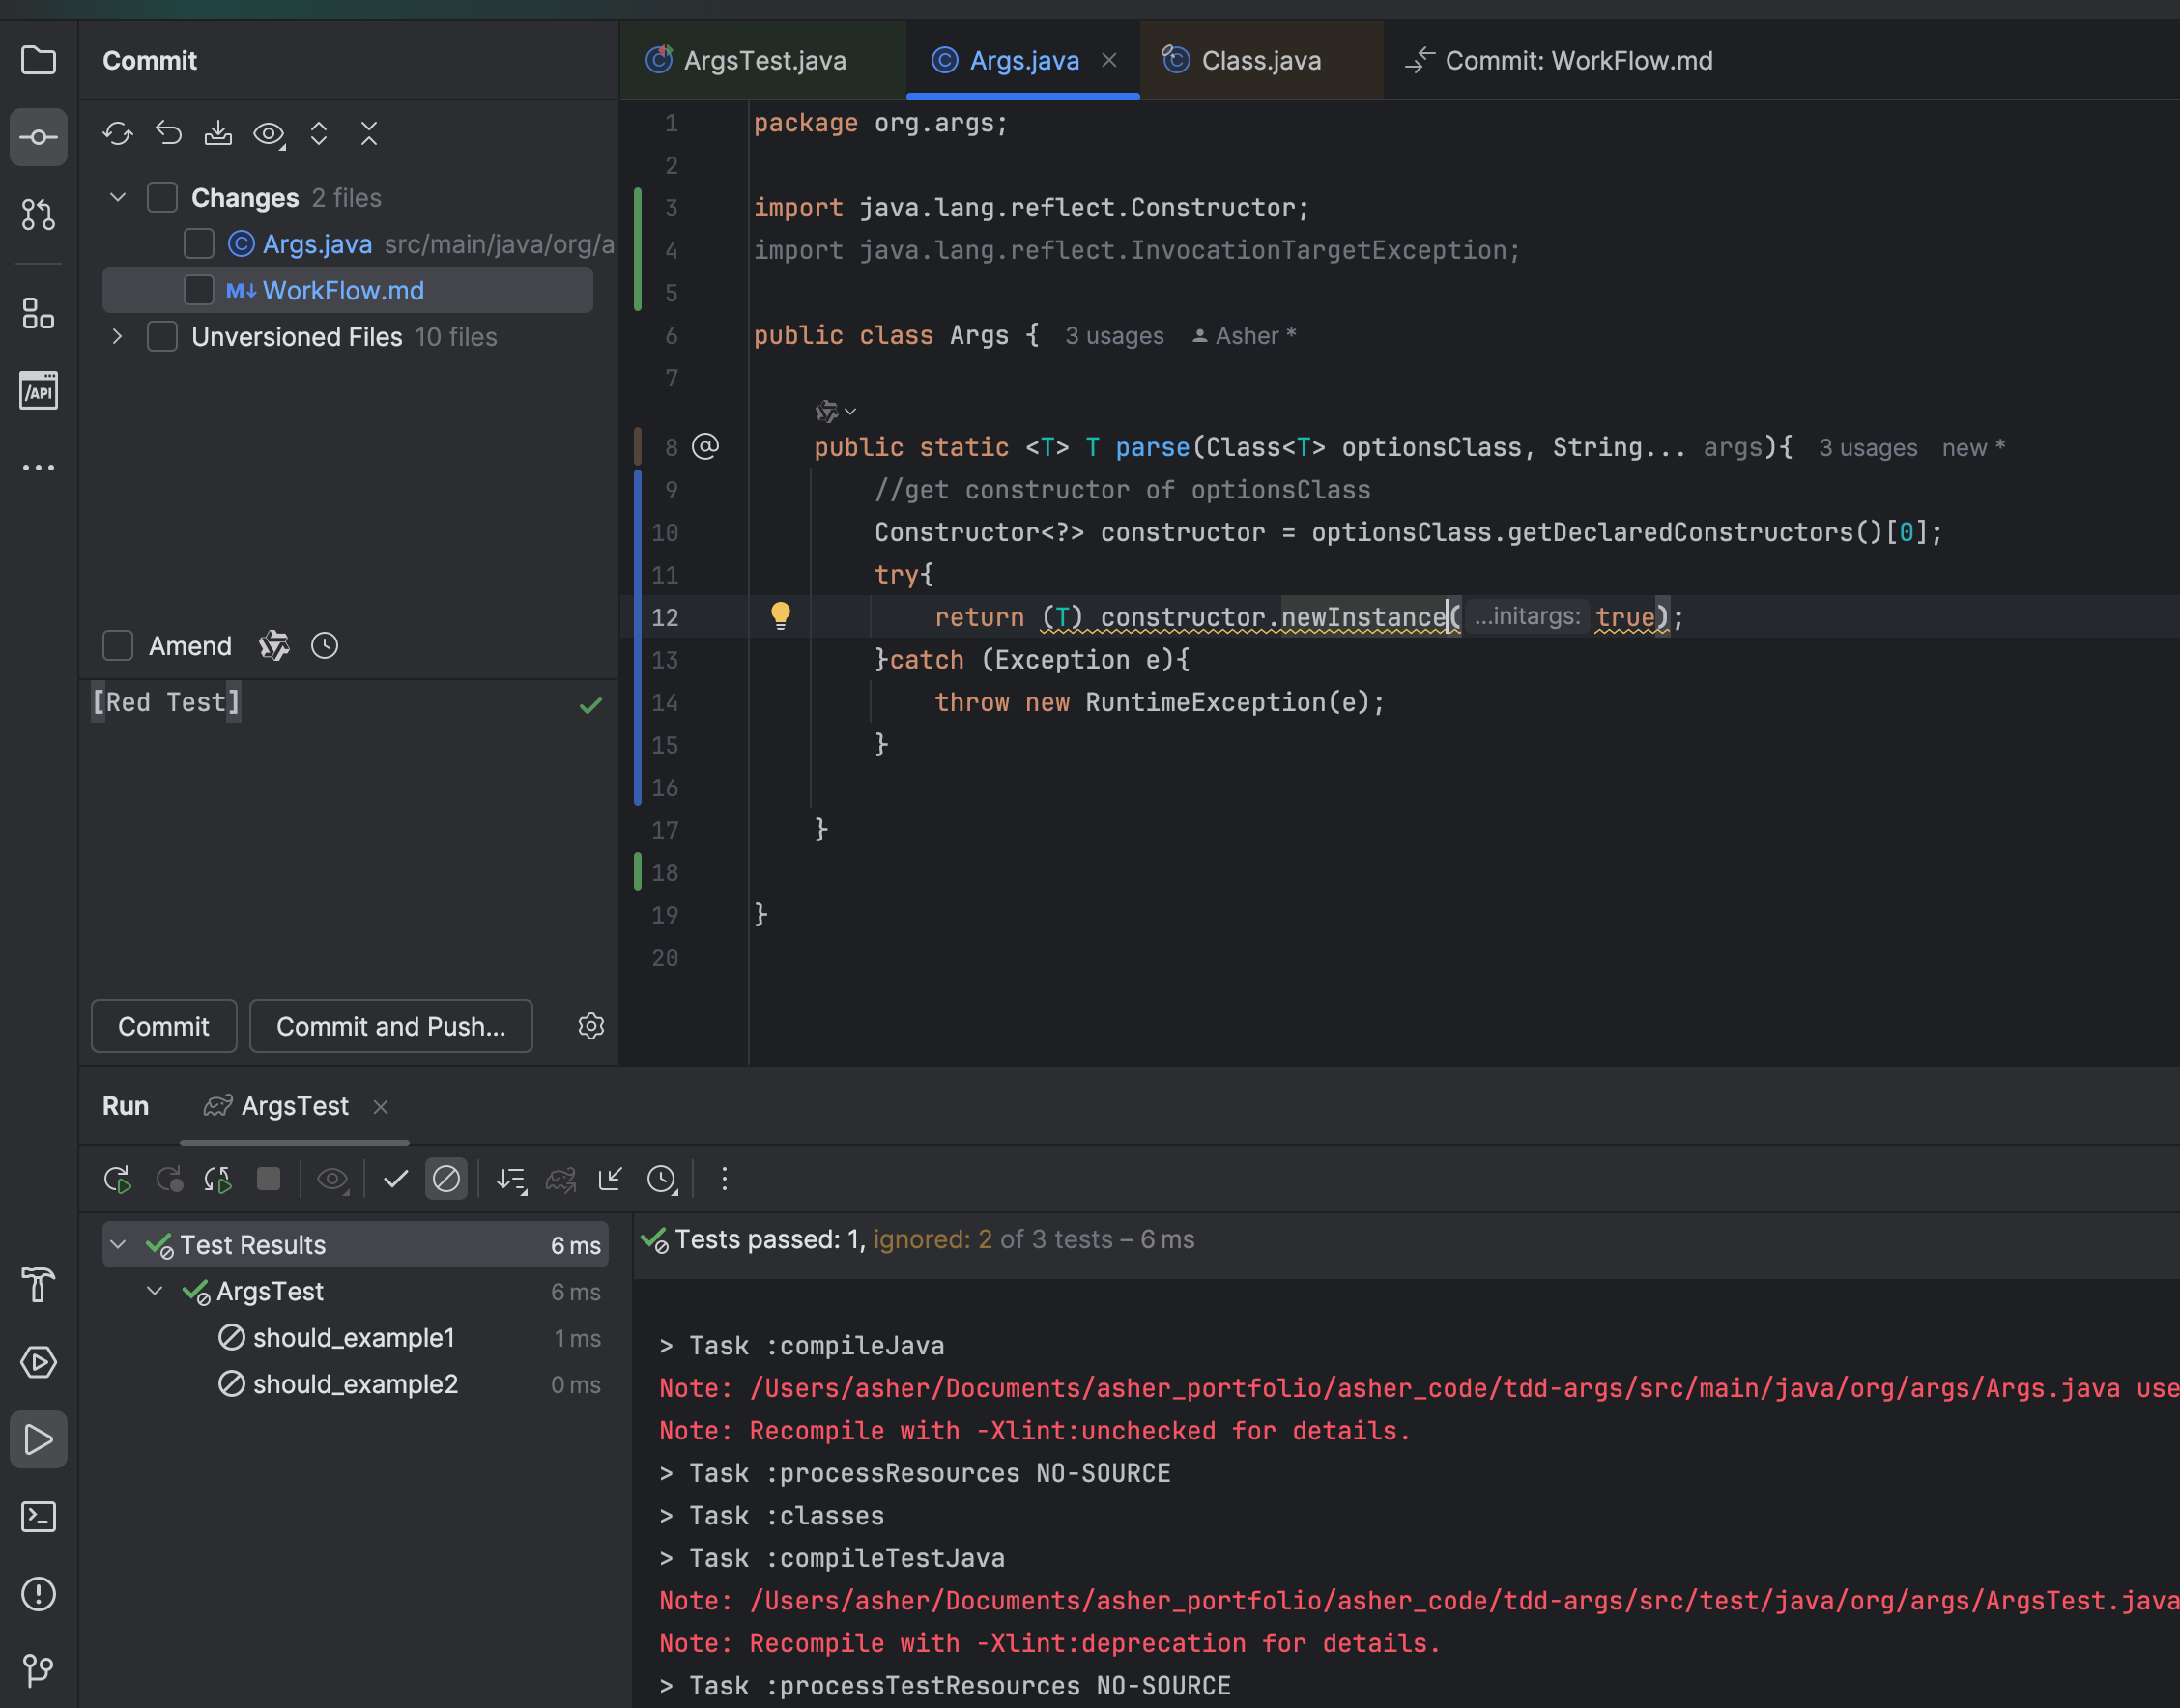 Commit
ArgsTest.java
Args.java
Class.java
Commit: WorkFlow.md
Changes 2 files
Args.java src/main/java/org/a
M↓ WorkFlow.md
Unversioned Files 10 files
/API
Amend
[Red Test]
Commit
Commit and Push...
1 package org.args;
2
3 import java.lang.reflect.Constructor;
4 import java.lang.reflect.InvocationTargetException;
5
6 public class Args { 3 usages Asher *
7
8 @ public static <T> T parse(Class<T> optionsClass, String... args){ 3 usages new *
9 //get constructor of optionsClass
10 Constructor<?> constructor = optionsClass.getDeclaredConstructors()[0];
11 try{
12 return (T) constructor.newInstance( ...initargs: true);
13 }catch (Exception e){
14 throw new RuntimeException(e);
15 }
16
17 }
18
19 }
20
Run
ArgsTest
Test Results 6 ms
ArgsTest 6 ms
should_example1 1 ms
should_example2 0 ms
Tests passed: 1, ignored: 2 of 3 tests – 6 ms
> Task :compileJava
Note: /Users/asher/Documents/asher_portfolio/asher_code/tdd-args/src/main/java/org/args/Args.java use
Note: Recompile with -Xlint:unchecked for details.
> Task :processResources NO-SOURCE
> Task :classes
> Task :compileTestJava
Note: /Users/asher/Documents/asher_portfolio/asher_code/tdd-args/src/test/java/org/args/ArgsTest.java
Note: Recompile with -Xlint:deprecation for details.
> Task :processTestResources NO-SOURCE